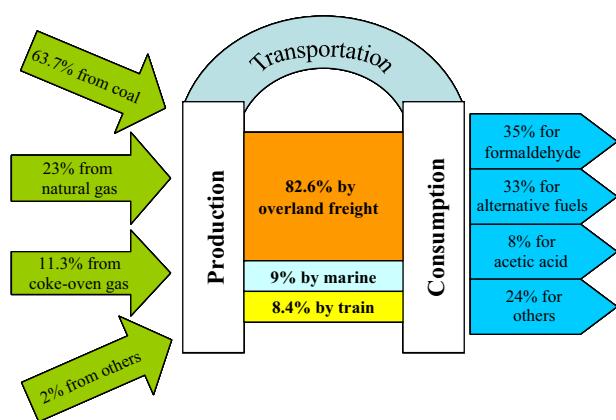 Transportation
63.7% from coal
23% from
natural gas
11.3% from
coke-oven gas
2% from others
Production
82.6% by
overland freight
9% by marine
8.4% by train
Consumption
35% for
formaldehyde
33% for
alternative fuels
8% for
acetic acid
24% for
others